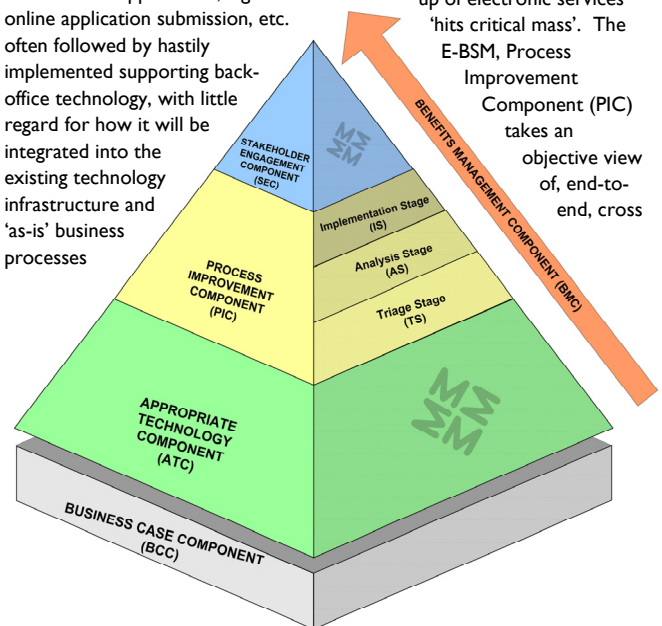 online application submission, etc.
often followed by hastily
implemented supporting back-
office technology, with little
regard for how it will be
integrated into the
existing technology
infrastructure and
‘as-is’ business
processes
up of electronic services
‘hits critical mass’.  The
E-BSM, Process
Improvement
Component (PIC)
takes an
objective view
of, end-to-
end, cross
BENEFITS MANAGEMENT COMPONENT (BMC)
STAKEHOLDER
ENGAGEMENT
COMPONENT
(SEC)
Implementation Stage
(IS)
Analysis Stage
(AS)
Triage Stago
(TS)
PROCESS
IMPROVEMENT
COMPONENT
(PIC)
APPROPRIATE
TECHNOLOGY
COMPONENT
(ATC)
BUSINESS CASE COMPONENT
(BCC)